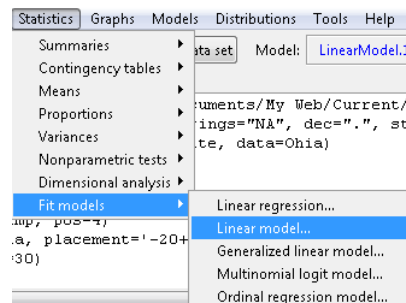 Statistics Graphs Models Distributions Tools Help
Summaries
ata set Model: LinearModel.1
Contingency tables
Means
cuments/My Web/Current/
Proportions
rings="NA", dec=".", st
Variances
te, data=Ohia)
Nonparametric tests
Dimensional analysis
Fit models
Linear regression...
pos=4)
Linear model...
a, placement='-20+
Generalized linear model...
=30)
Multinomial logit model...
Ordinal regression model...